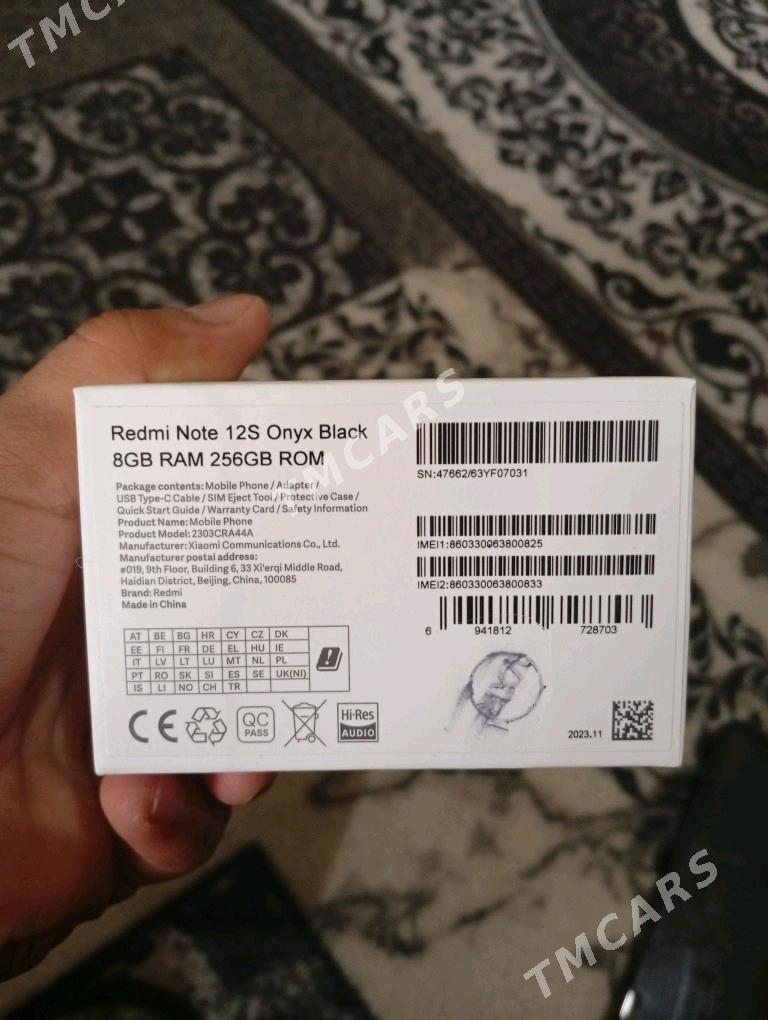 TMCARS
Redmi Note 12S Onyx Black
8GB RAM 256GB ROM
Package contents: Mobile Phone / Adapter /
USB Type-C Cable / SIM Eject Tool / Protective Case /
Quick Start Guide / Warranty Card / Safety Information
Product Name: Mobile Phone
Product Model: 2303CRA44A
Manufacturer: Xiaomi Communications Co., Ltd.
Manufacturer postal address:
#019, 9th Floor, Building 6, 33 Xi'erqi Middle Road,
Haidian District, Beijing, China, 100085
Brand: Redmi
Made in China
AT BE BG HR CY CZ DK
EE FI FR DE EL HU IE
IT LV LT LU MT NL PL
PT RO SK SI ES SE UK(NI)
IS LI NO CH TR
CE
QC
PASS
Hi-Res
AUDIO
SN:47662/63YF07031
IMEI1:860330063800825
IMEI2:860330063800833
6 941812 728703
2023.11
TMCARS
TMCARS